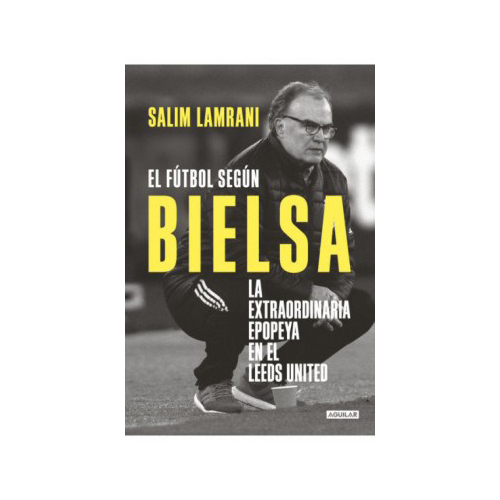 SALIM LAMRANI
EL FÚTBOL SEGÚN
BIELSA
LA
EXTRAORDINARIA
EPOPEYA
EN EL
LEEDS UNITED
AGUILAR